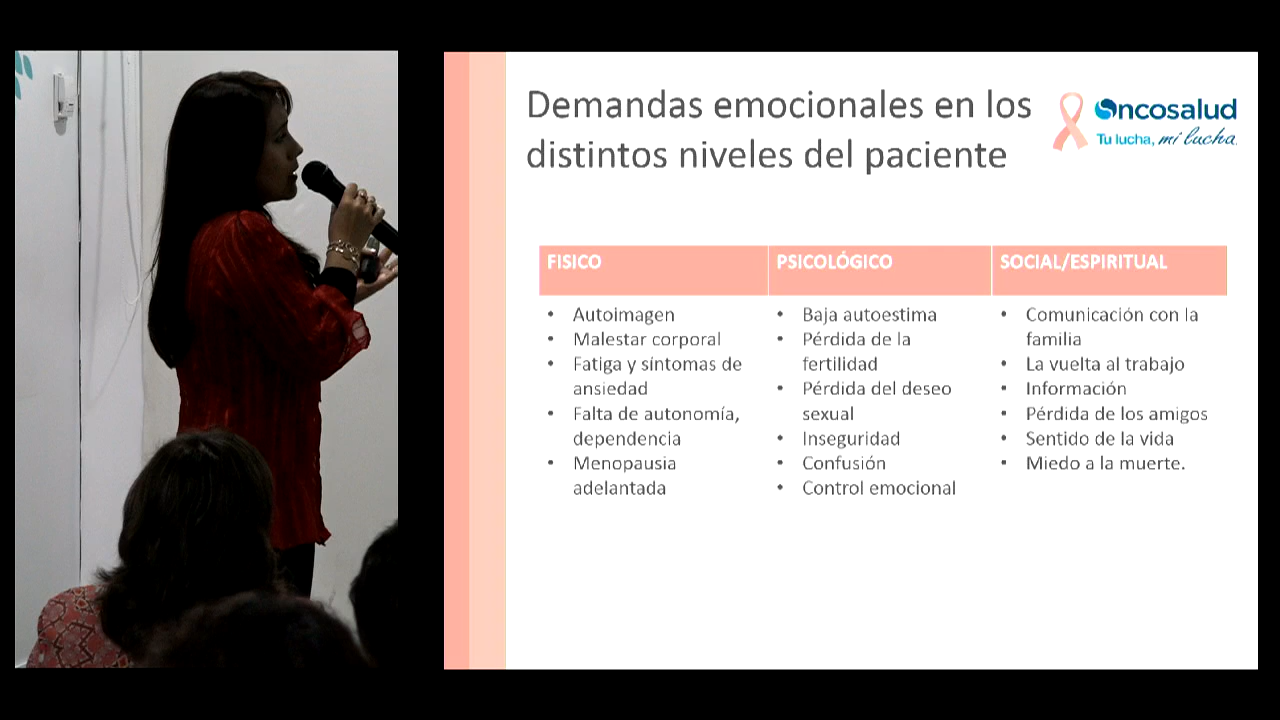 Demandas emocionales en los
distintos niveles del paciente
Oncosalud
Tu lucha, mi lucha.
FISICO
• Autoimagen
• Malestar corporal
• Fatiga y síntomas de
ansiedad
• Falta de autonomía,
dependencia
• Menopausia
adelantada
PSICOLÓGICO
• Baja autoestima
• Pérdida de la
fertilidad
• Pérdida del deseo
sexual
• Inseguridad
• Confusión
• Control emocional
SOCIAL/ESPIRITUAL
• Comunicación con la
familia
• La vuelta al trabajo
• Información
• Pérdida de los amigos
• Sentido de la vida
• Miedo a la muerte.